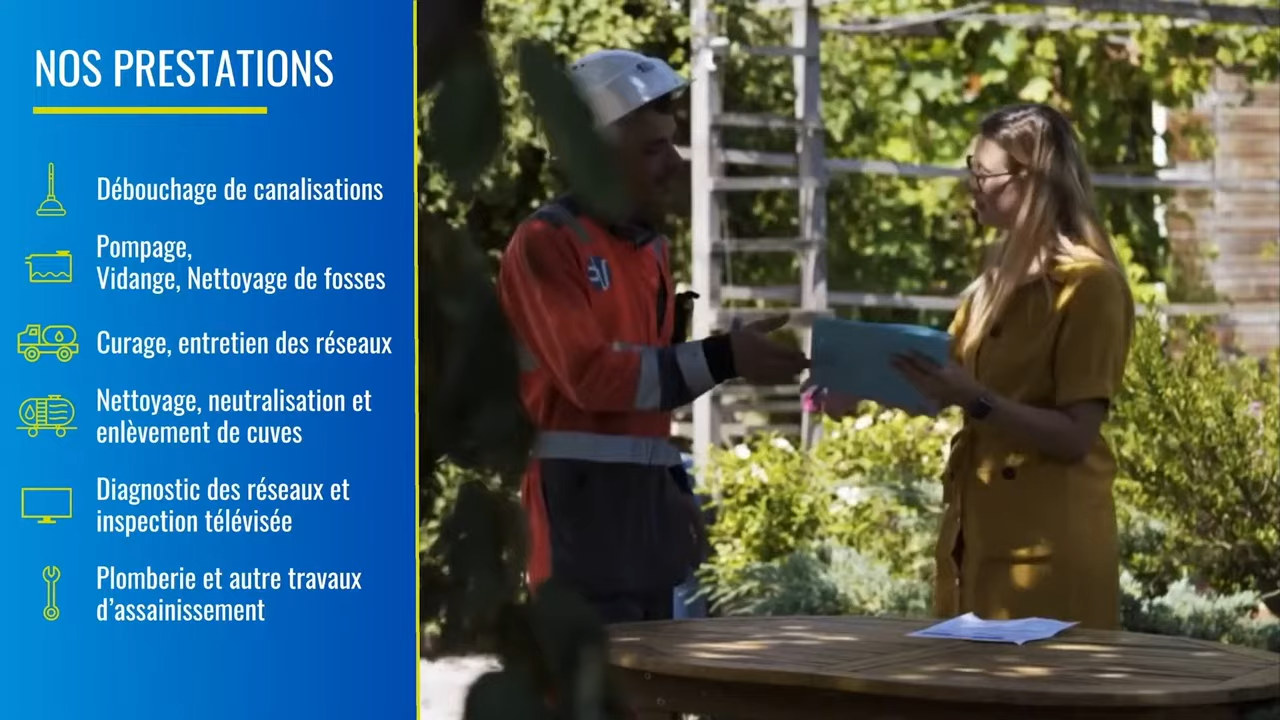 NOS PRESTATIONS
Débouchage de canalisations
Pompage,
Vidange, Nettoyage de fosses
Curage, entretien des réseaux
Nettoyage, neutralisation et
enlèvement de cuves
Diagnostic des réseaux et
inspection télévisée
Plomberie et autre travaux
d'assainissement